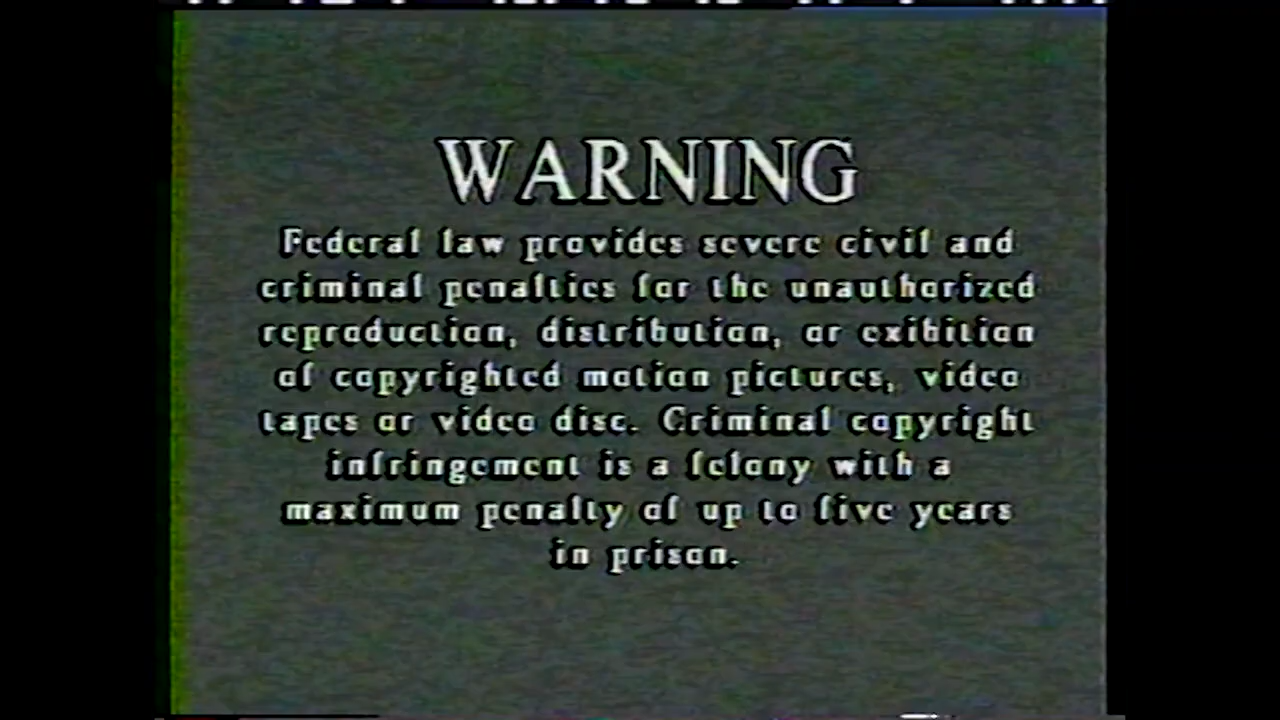 WARNING
Federal law provides severe civil and
criminal penalties for the unauthorized
reproduction, distribution, or exibition
of copyrighted motion pictures, video
tapes or video disc. Criminal copyright
infringement is a felony with a
maximum penalty of up to five years
in prison.